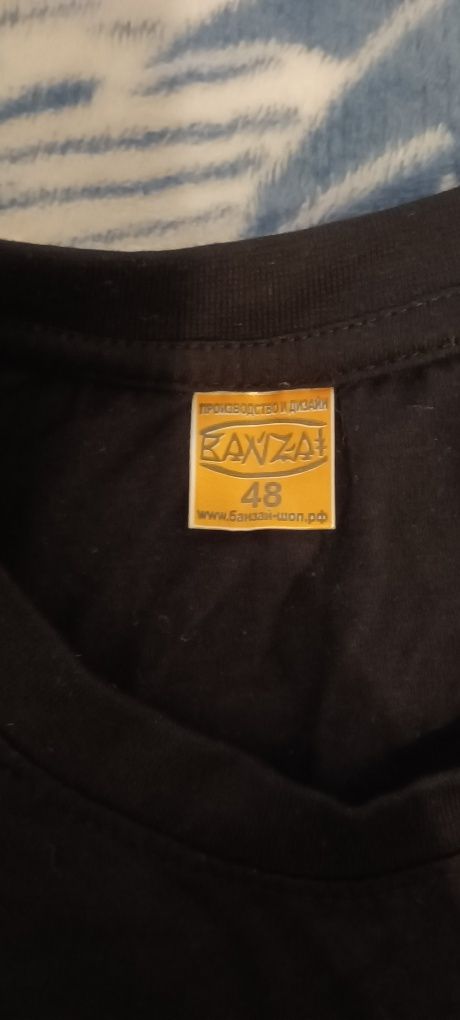 ПРОИЗВОДСТВО И ДИЗАЙН
BANZAI
48
www.банзай-шоп.рф